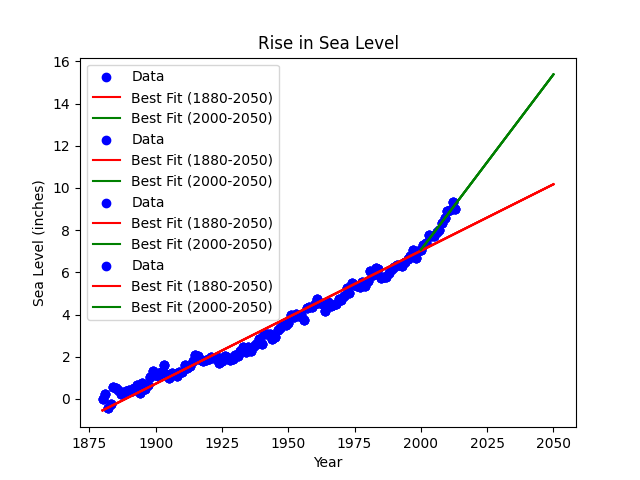 Rise in Sea Level
Sea Level (inches)
16
14
12
10
8
6
4
2
0
Data
Best Fit (1880-2050)
Best Fit (2000-2050)
Data
Best Fit (1880-2050)
Best Fit (2000-2050)
Data
Best Fit (1880-2050)
Best Fit (2000-2050)
Data
Best Fit (1880-2050)
Best Fit (2000-2050)
1875 1900 1925 1950 1975 2000 2025 2050
Year